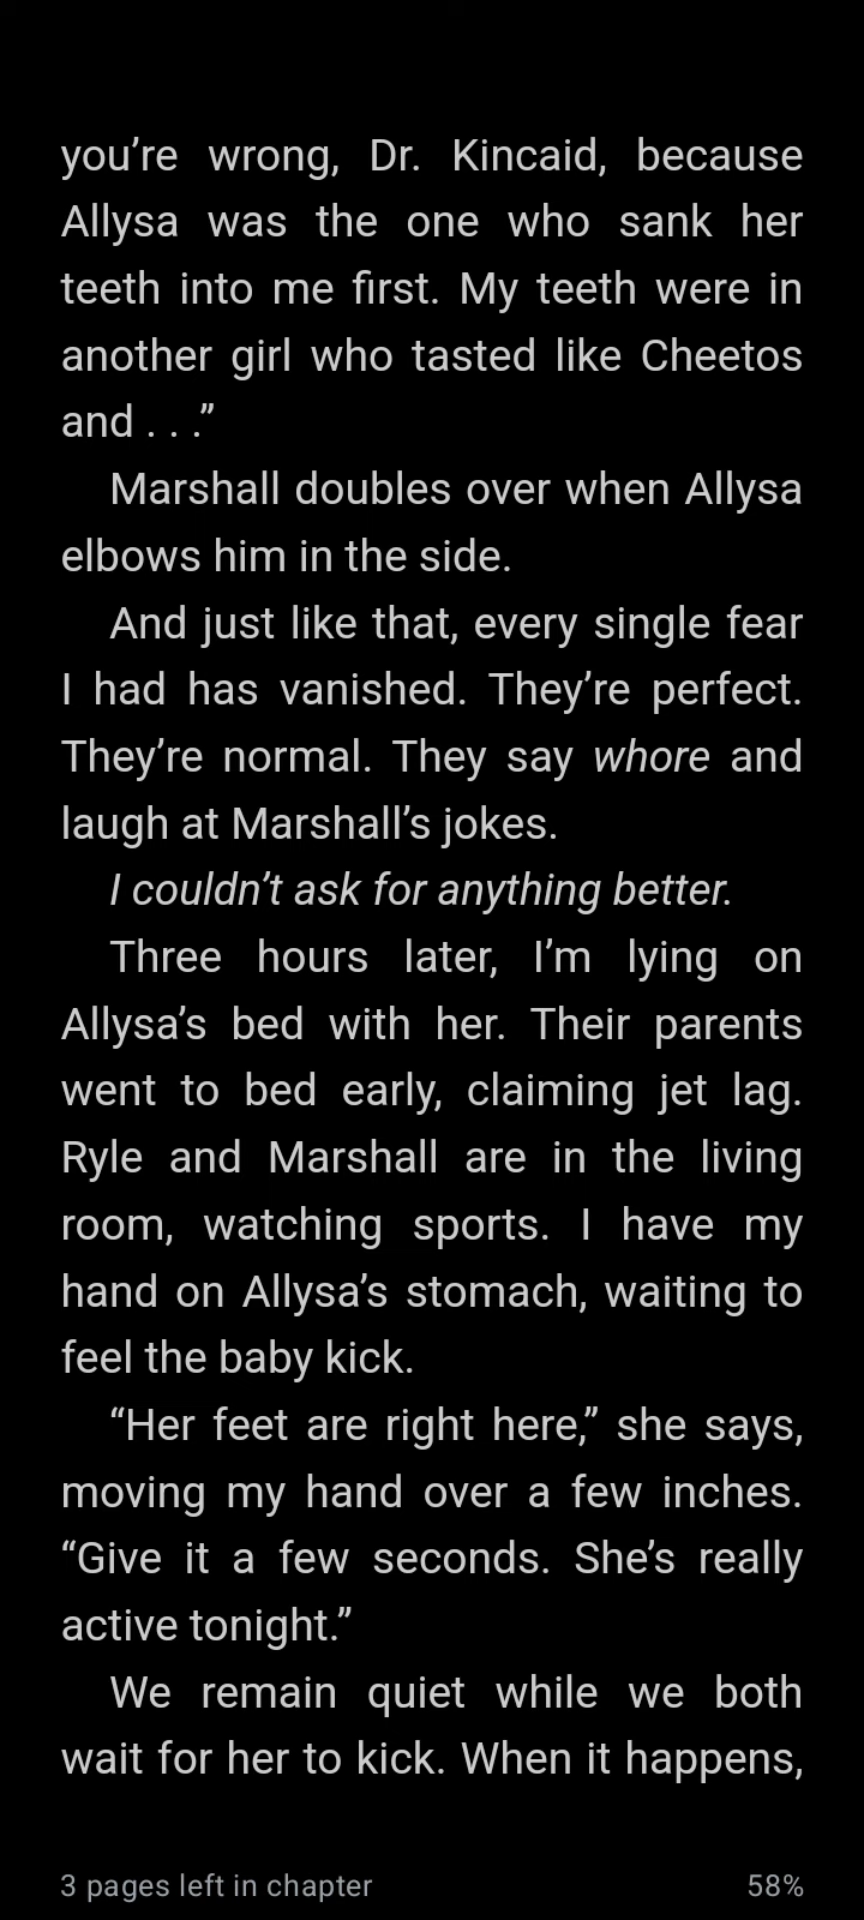 you’re wrong, Dr. Kincaid, because
Allysa was the one who sank her
teeth into me first. My teeth were in
another girl who tasted like Cheetos
and . . .”
Marshall doubles over when Allysa
elbows him in the side.
And just like that, every single fear
I had has vanished. They’re perfect.
They’re normal. They say whore and
laugh at Marshall’s jokes.
I couldn’t ask for anything better.
Three hours later, I’m lying on
Allysa’s bed with her. Their parents
went to bed early, claiming jet lag.
Ryle and Marshall are in the living
room, watching sports. I have my
hand on Allysa’s stomach, waiting to
feel the baby kick.
“Her feet are right here,” she says,
moving my hand over a few inches.
“Give it a few seconds. She’s really
active tonight.”
We remain quiet while we both
wait for her to kick. When it happens,
3 pages left in chapter
58%